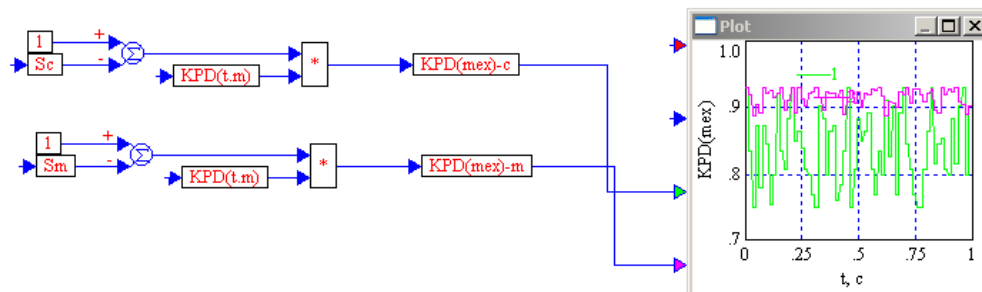 1
+
Sc
-
Σ
KPD(t.m)
*
KPD(mex)-c
1
+
Sm
-
Σ
KPD(t.m)
*
KPD(mex)-m
Plot
1.0
.9
.8
.7
KPD(mex)
1
0
.25
.5
.75
1
t, c